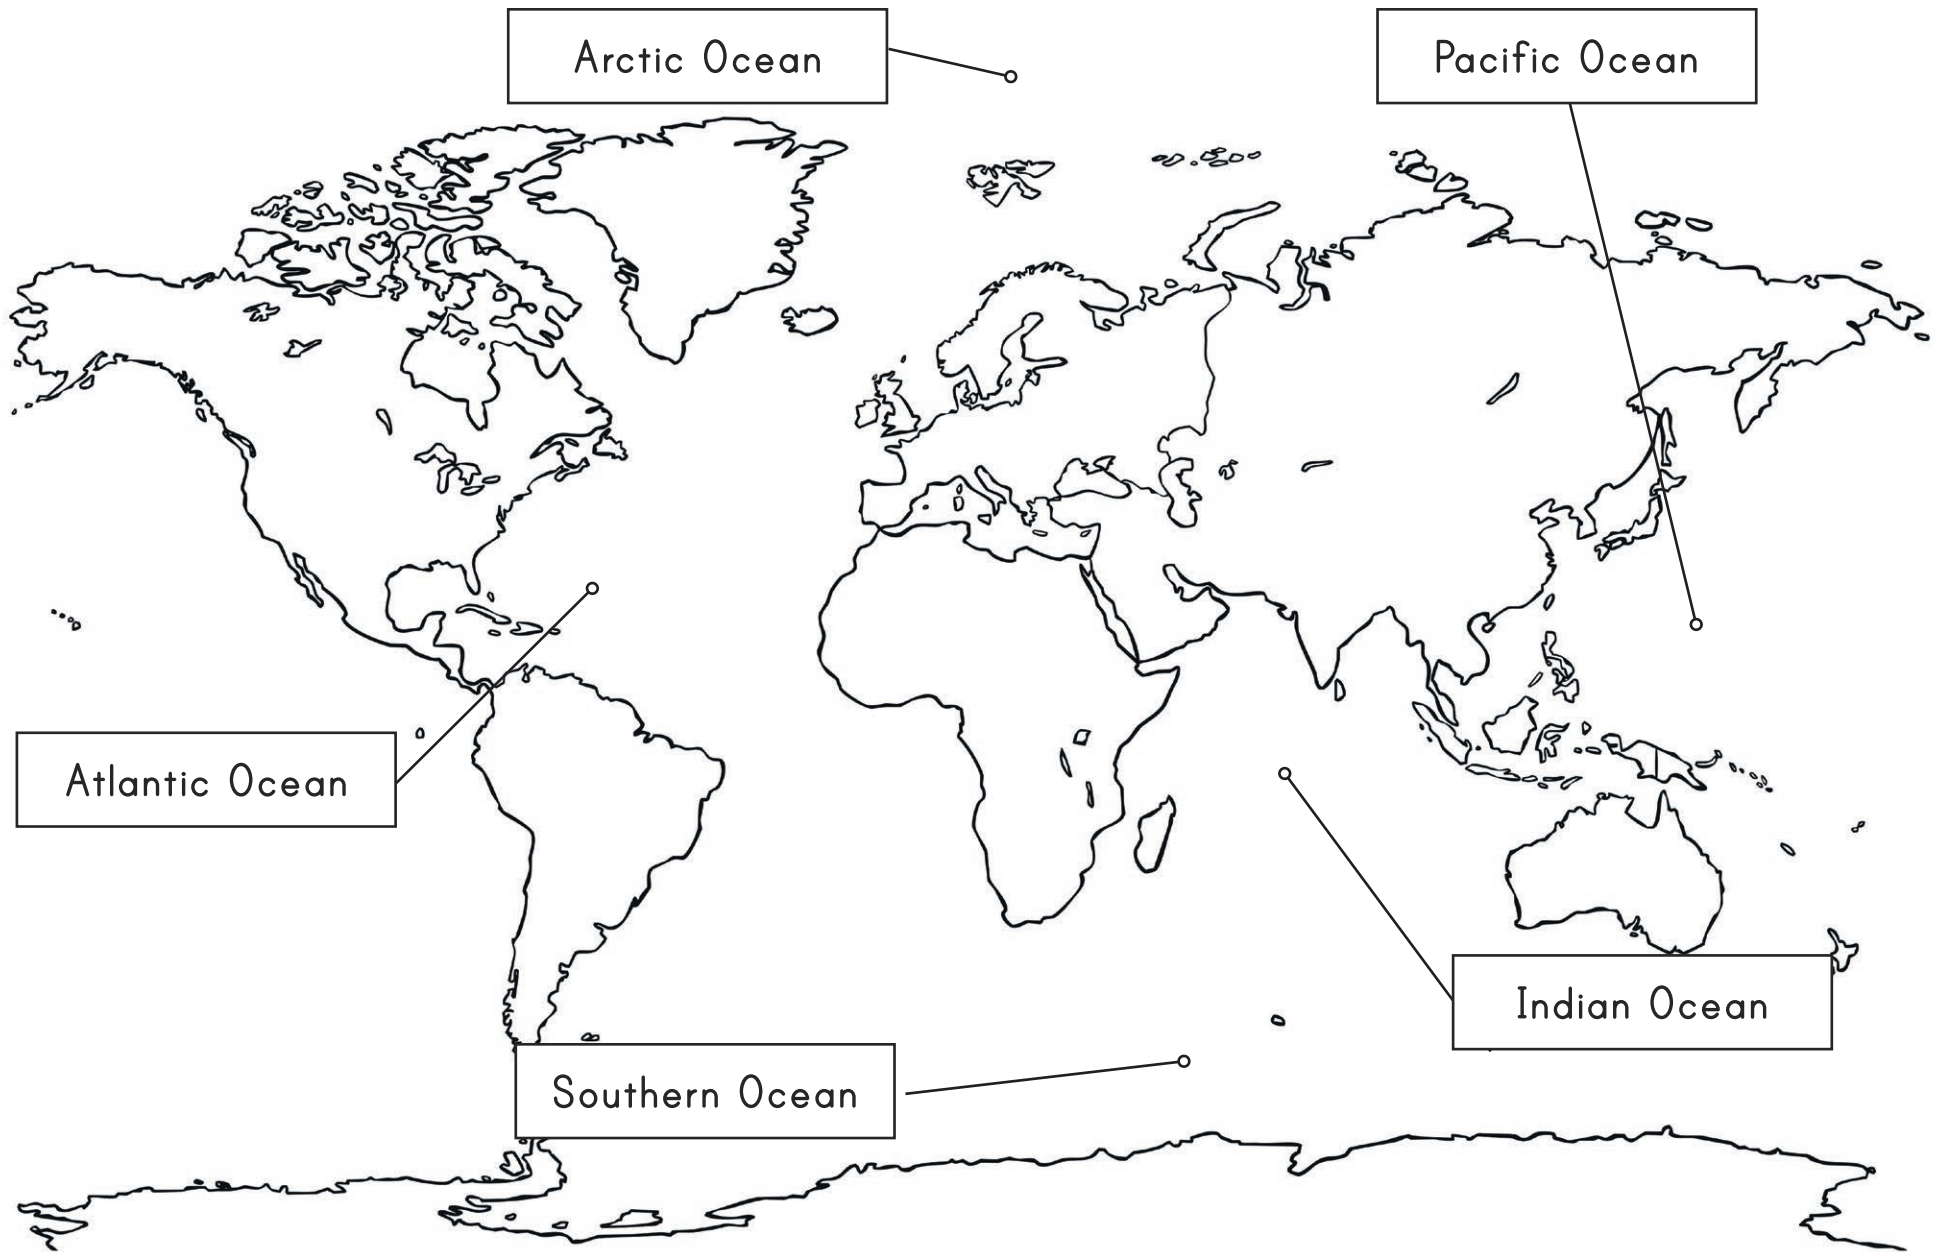 Arctic Ocean
Pacific Ocean
Atlantic Ocean
Indian Ocean
Southern Ocean